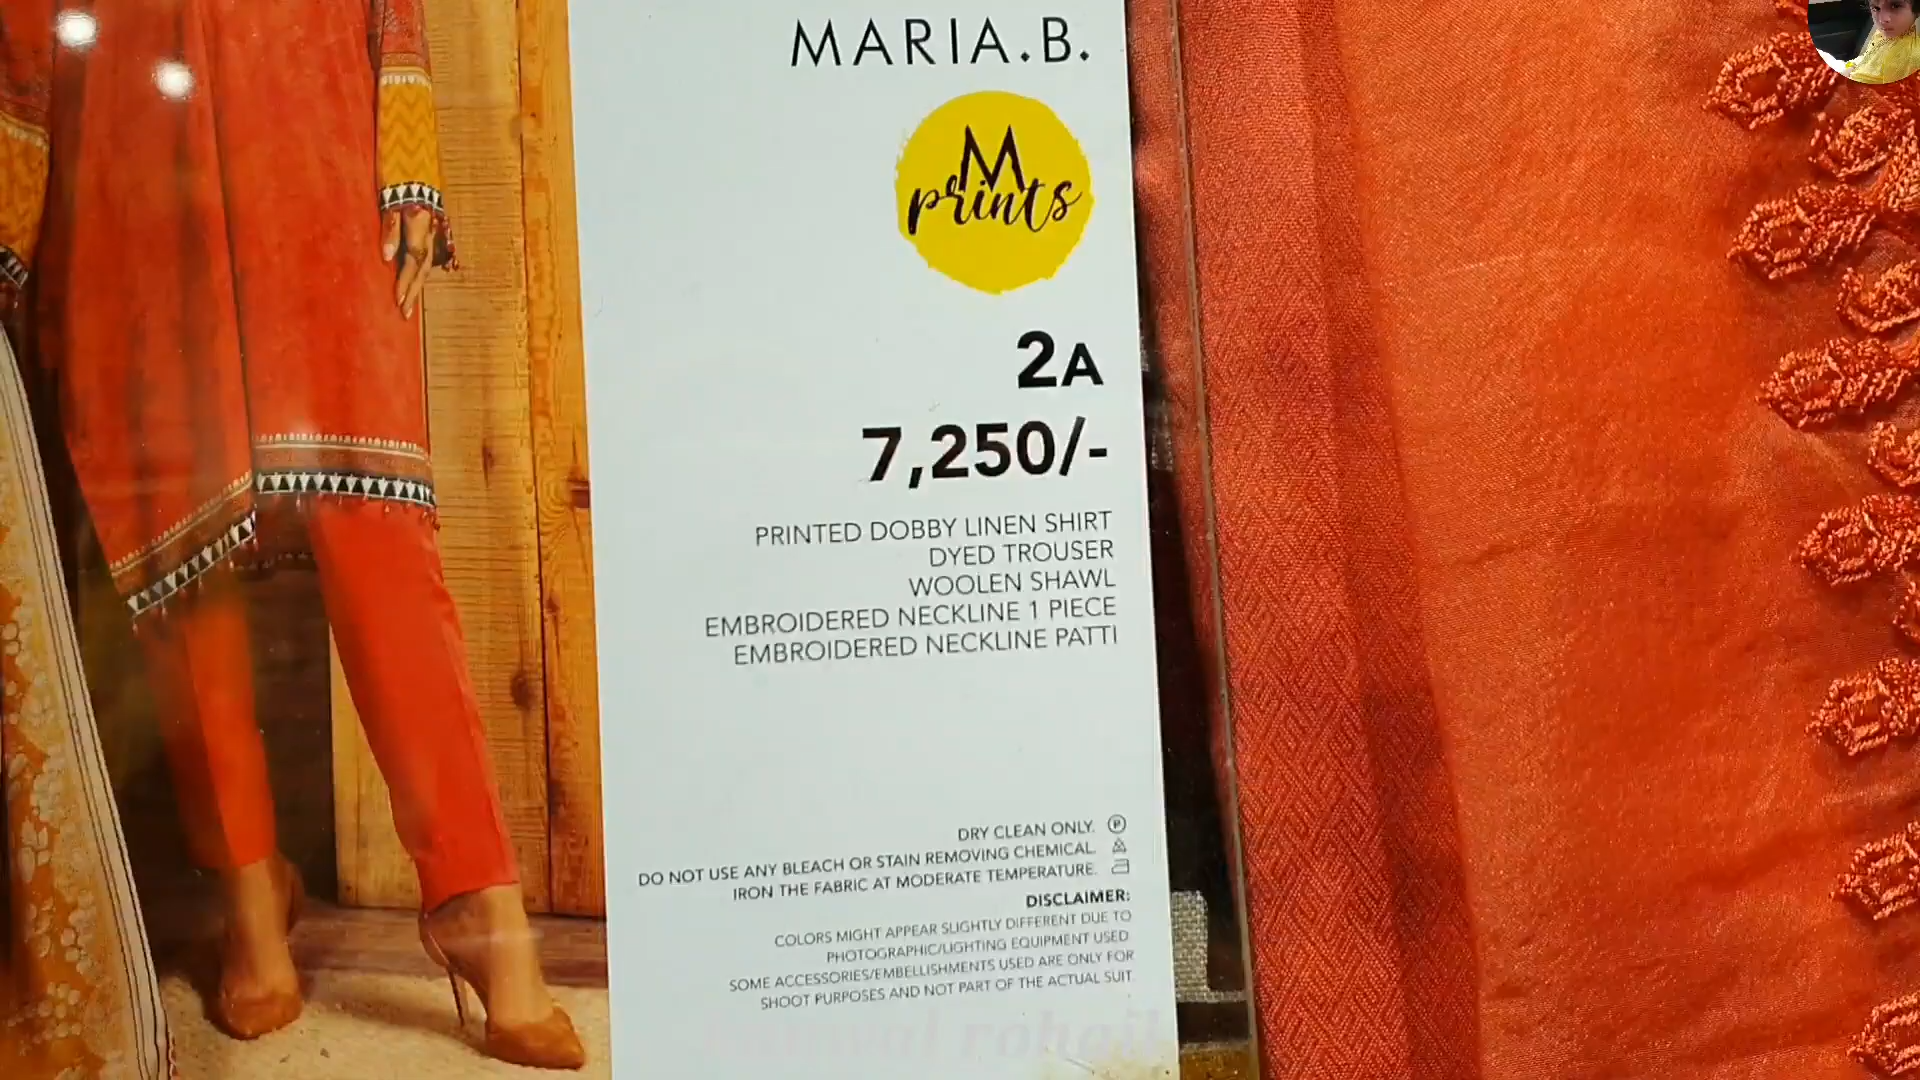 MARIA.B.
M
prints
2A
7,250/-
PRINTED DOBBY LINEN SHIRT
DYED TROUSER
WOOLEN SHAWL
EMBROIDERED NECKLINE 1 PIECE
EMBROIDERED NECKLINE PATTI
DRY CLEAN ONLY. P
DO NOT USE ANY BLEACH OR STAIN REMOVING CHEMICAL.
IRON THE FABRIC AT MODERATE TEMPERATURE.
DISCLAIMER:
COLORS MIGHT APPEAR SLIGHTLY DIFFERENT DUE TO
PHOTOGRAPHIC/LIGHTING EQUIPMENT USED.
SOME ACCESSORIES/EMBELLISHMENTS USED ARE ONLY FOR
SHOOT PURPOSES AND NOT PART OF THE ACTUAL SUIT.